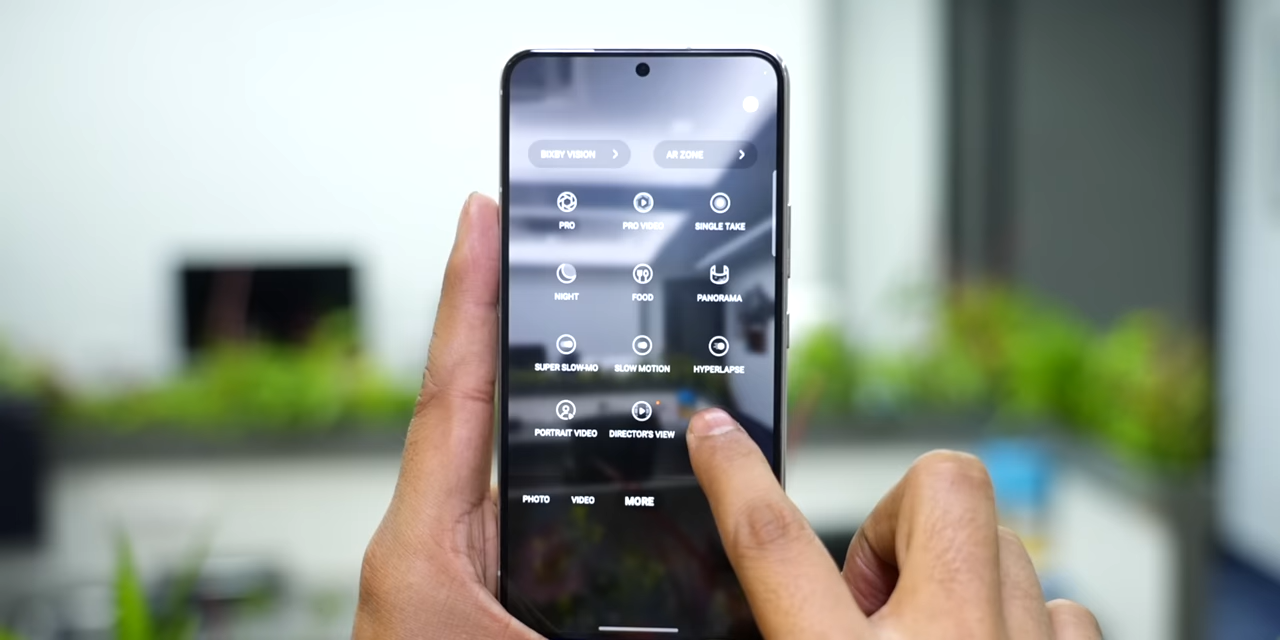 BIXBY VISION
AR ZONE
PRO
PRO VIDEO
SINGLE TAKE
NIGHT
FOOD
PANORAMA
SUPER SLOW-MO
SLOW MOTION
HYPERLAPSE
PORTRAIT VIDEO
DIRECTOR'S VIEW
PHOTO
VIDEO
MORE